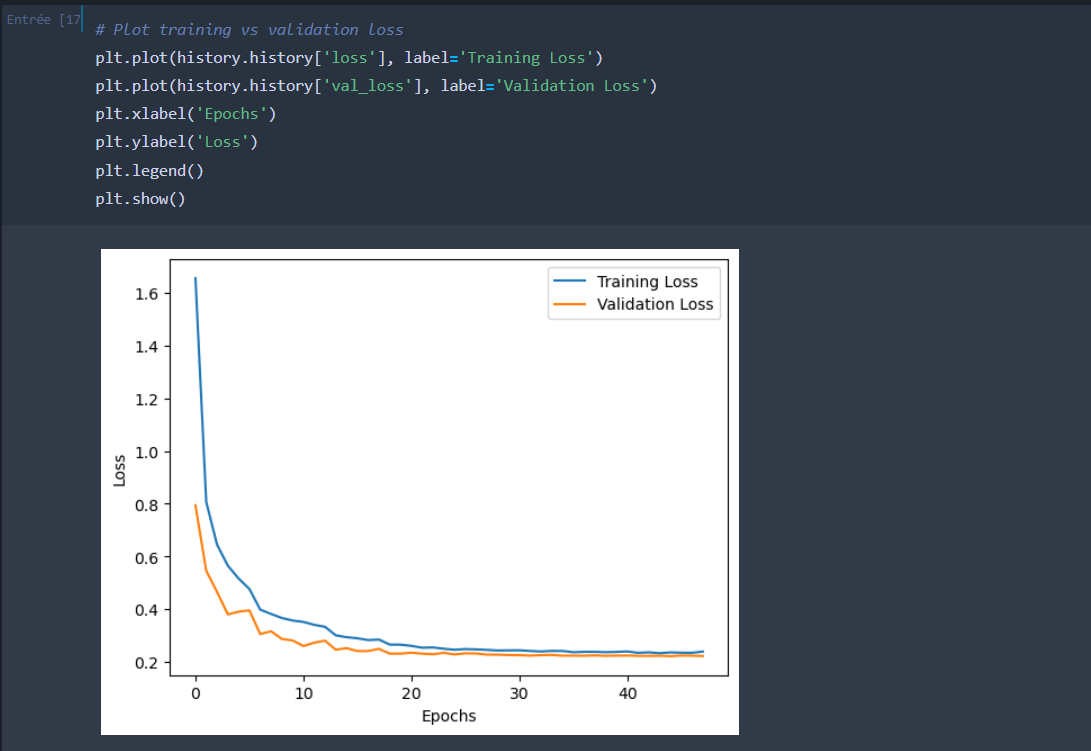 Entrée [17
# Plot training vs validation loss
plt.plot(history.history['loss'], label='Training Loss')
plt.plot(history.history['val_loss'], label='Validation Loss')
plt.xlabel('Epochs')
plt.ylabel('Loss')
plt.legend()
plt.show()
Training Loss
Validation Loss
1.6
1.4
1.2
1.0
0.8
0.6
0.4
0.2
Loss
0 10 20 30 40
Epochs